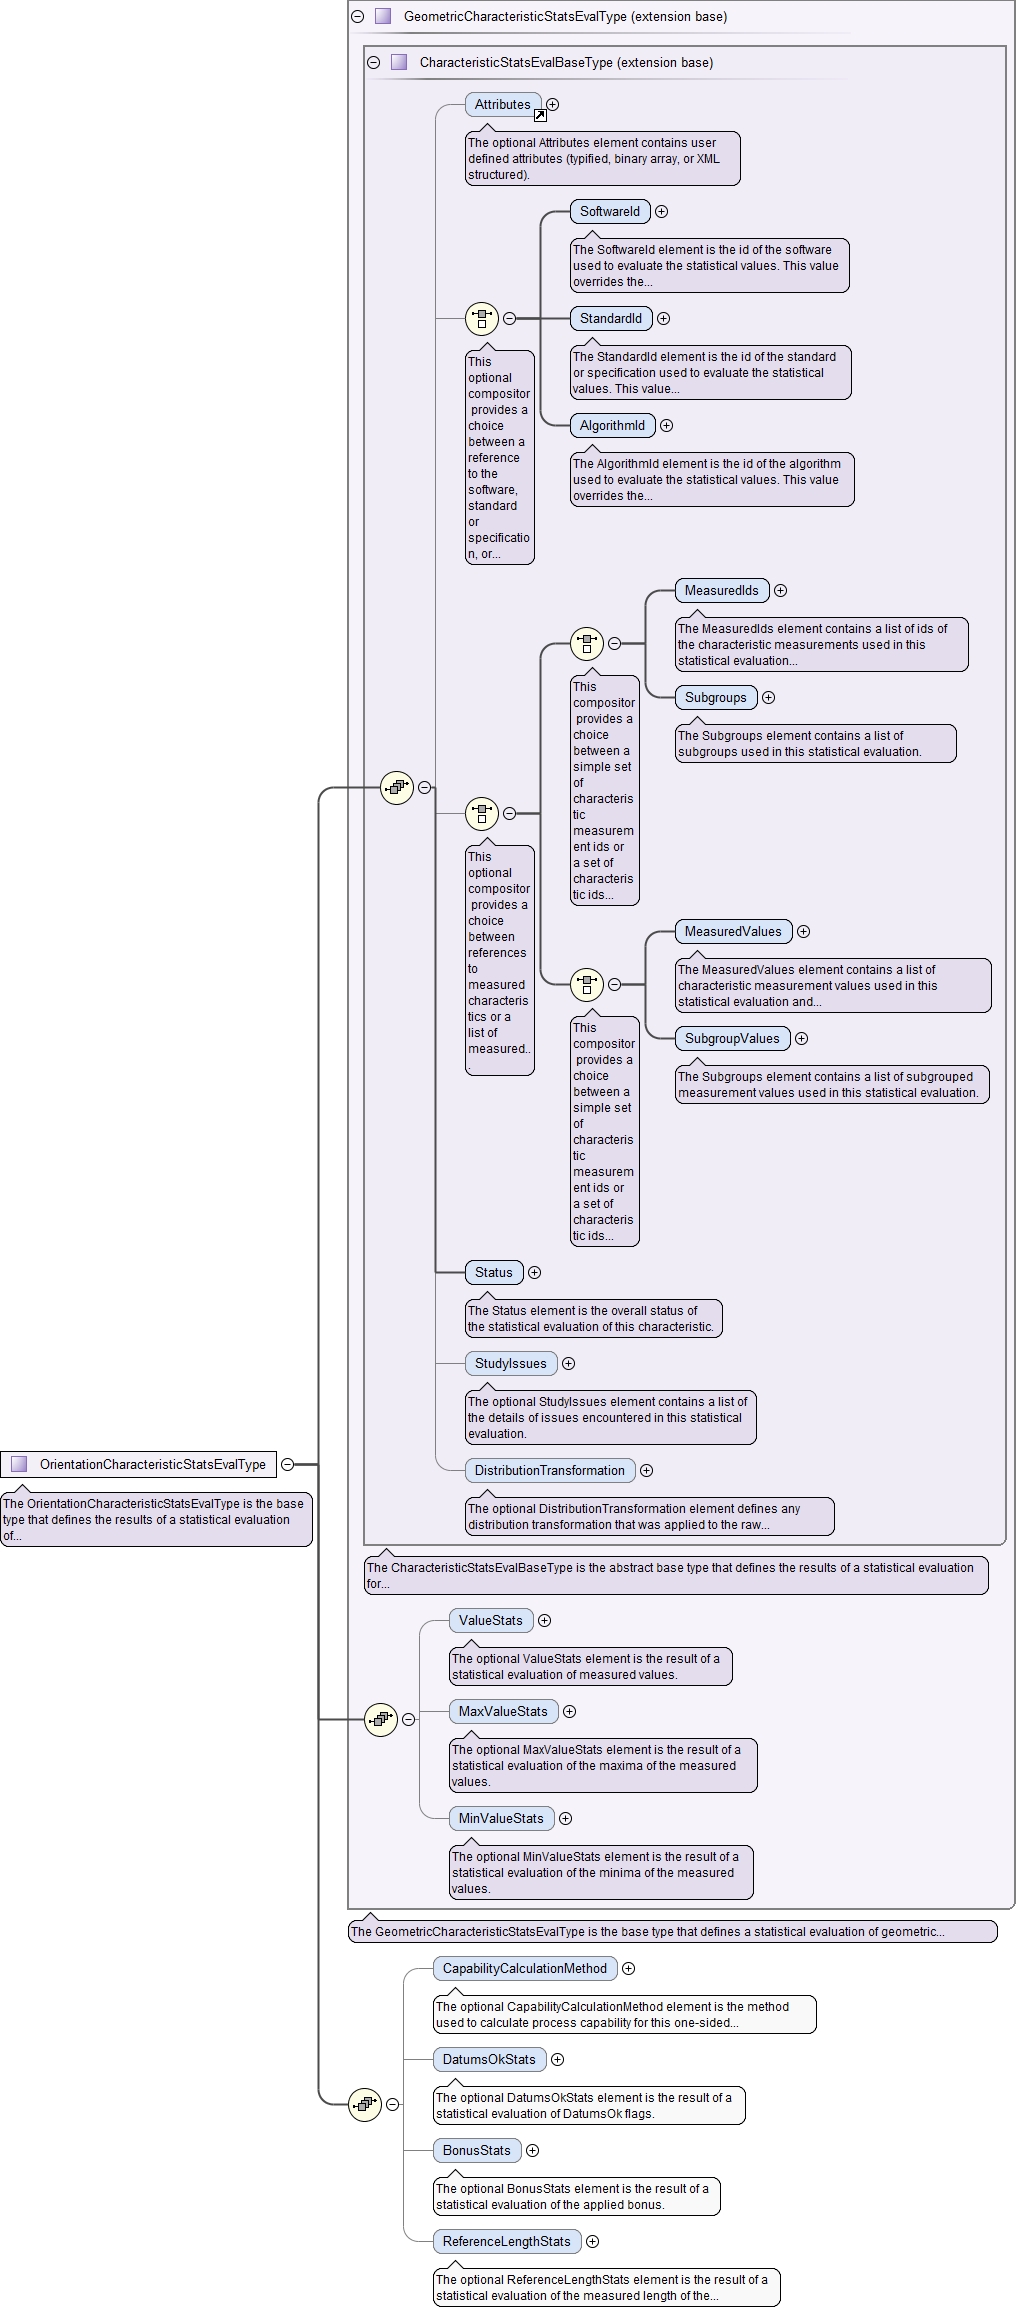 GeometricCharacteristicStatsEvalType (extension base)
CharacteristicStatsEvalBaseType (extension base)
Attributes
The optional Attributes element contains user
defined attributes (typified, binary array, or XML
structured).
SoftwareId
The SoftwareId element is the id of the software
used to evaluate the statistical values. This value
overrides the...
StandardId
The StandardId element is the id of the standard
or specification used to evaluate the statistical
values. This value...
AlgorithmId
The AlgorithmId element is the id of the algorithm
used to evaluate the statistical values. This value
overrides the...
This
optional
compositor
provides a
choice
between a
reference
to the
software,
standard
or
specificatio
n, or...
MeasuredIds
The MeasuredIds element contains a list of ids of
the characteristic measurements used in this
statistical evaluation...
Subgroups
The Subgroups element contains a list of
subgroups used in this statistical evaluation.
This
compositor
provides a
choice
between a
simple set
of
characteris
tic
measurem
ent ids or
a set of
characteris
tic ids...
This
optional
compositor
provides a
choice
between
references
to
measured
characteris
tics or a
list of
measured..
.
MeasuredValues
The MeasuredValues element contains a list of
characteristic measurement values used in this
statistical evaluation and...
SubgroupValues
The Subgroups element contains a list of subgrouped
measurement values used in this statistical evaluation.
This
compositor
provides a
choice
between a
simple set
of
characteris
tic
measurem
ent ids or
a set of
characteris
tic ids...
Status
The Status element is the overall status of
the statistical evaluation of this characteristic.
StudyIssues
The optional StudyIssues element contains a list of
the details of issues encountered in this statistical
evaluation.
DistributionTransformation
The optional DistributionTransformation element defines any
distribution transformation that was applied to the raw...
OrientationCharacteristicStatsEvalType
The OrientationCharacteristicStatsEvalType is the base
type that defines the results of a statistical evaluation
of...
The CharacteristicStatsEvalBaseType is the abstract base type that defines the results of a statistical evaluation
for...
ValueStats
The optional ValueStats element is the result of a
statistical evaluation of measured values.
MaxValueStats
The optional MaxValueStats element is the result of a
statistical evaluation of the maxima of the measured
values.
MinValueStats
The optional MinValueStats element is the result of a
statistical evaluation of the minima of the measured
values.
The GeometricCharacteristicStatsEvalType is the base type that defines a statistical evaluation of geometric...
CapabilityCalculationMethod
The optional CapabilityCalculationMethod element is the method
used to calculate process capability for this one-sided...
DatumsOkStats
The optional DatumsOkStats element is the result of a
statistical evaluation of DatumsOk flags.
BonusStats
The optional BonusStats element is the result of a
statistical evaluation of the applied bonus.
ReferenceLengthStats
The optional ReferenceLengthStats element is the result of a
statistical evaluation of the measured length of the...